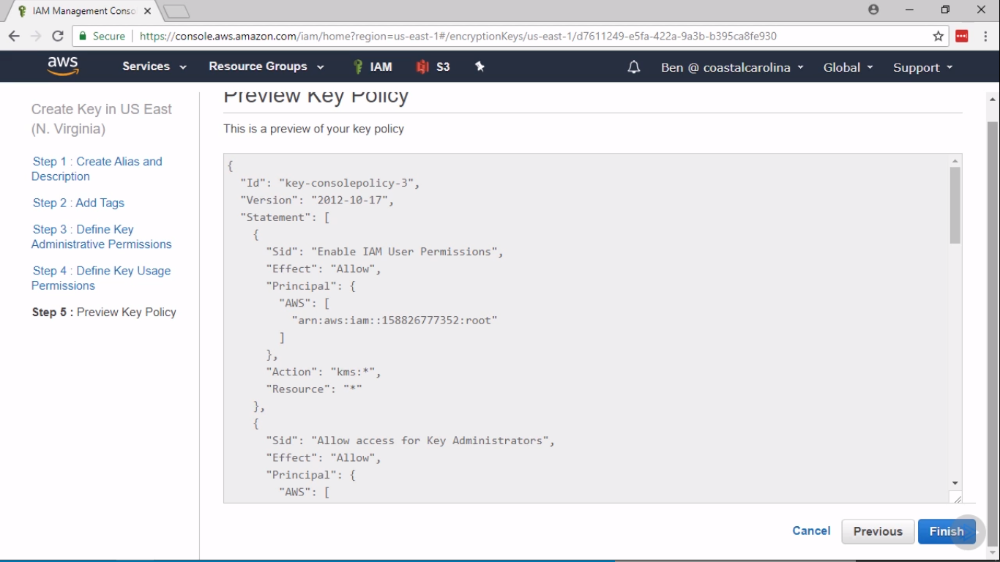 IAM Management Conso
Secure
https://console.aws.amazon.com/iam/home?region=us-east-1#/encryptionKeys/us-east-1/d7611249-e5fa-422a-9a3b-b395ca8fe930
aws
Services
Resource Groups
IAM
S3
Ben @ coastalcarolina
Global
Support
Create Key in US East
(N. Virginia)
Step 1 : Create Alias and
Description
Step 2 : Add Tags
Step 3 : Define Key
Administrative Permissions
Step 4 : Define Key Usage
Permissions
Step 5 : Preview Key Policy
Preview Key Policy
This is a preview of your key policy
{
"Id": "key-consolepolicy-3",
"Version": "2012-10-17",
"Statement": [
{
"Sid": "Enable IAM User Permissions",
"Effect": "Allow",
"Principal": {
"AWS": [
"arn:aws:iam::158826777352:root"
]
},
"Action": "kms:*",
"Resource": "*"
},
{
"Sid": "Allow access for Key Administrators",
"Effect": "Allow",
"Principal": {
"AWS": [
Cancel
Previous
Finish